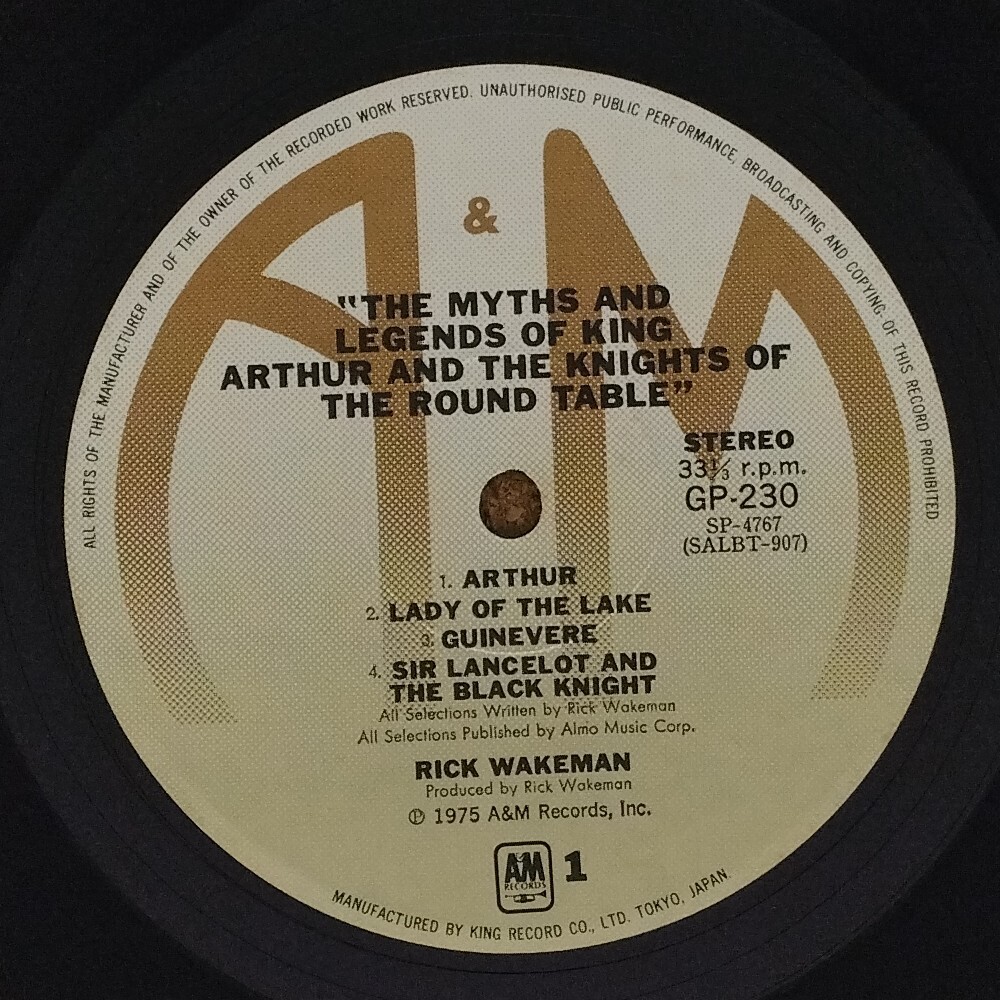 ALL RIGHTS OF THE MANUFACTURER AND OF THE OWNER OF THE RECORDED WORK RESERVED. UNAUTHORISED PUBLIC PERFORMANCE, BROADCASTING AND COPYING OF THIS RECORD PROHIBITED
A & M
"THE MYTHS AND
LEGENDS OF KING
ARTHUR AND THE KNIGHTS OF
THE ROUND TABLE"
STEREO
33⅓ r.p.m.
GP-230
SP-4767
(SALBT-907)
1. ARTHUR
2. LADY OF THE LAKE
3. GUINEVERE
4. SIR LANCELOT AND
THE BLACK KNIGHT
All Selections Written by Rick Wakeman
All Selections Published by Almo Music Corp.
RICK WAKEMAN
Produced by Rick Wakeman
℗ 1975 A&M Records, Inc.
A&M
RECORDS
1
MANUFACTURED BY KING RECORD CO., LTD. TOKYO, JAPAN.